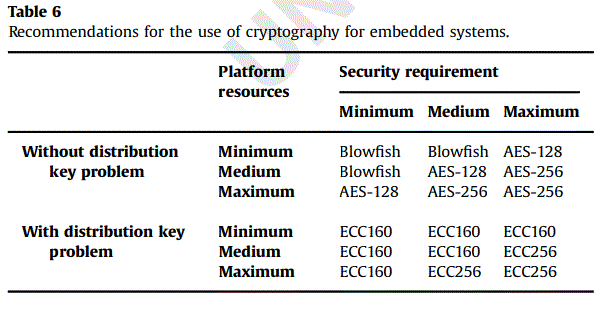 Table 6
Recommendations for the use of cryptography for embedded systems.
Platform resources Security requirement
Minimum Medium Maximum
Without distribution key problem Minimum Blowfish Blowfish AES-128
Medium Blowfish AES-128 AES-256
Maximum AES-128 AES-256 AES-256
With distribution key problem Minimum ECC160 ECC160 ECC160
Medium ECC160 ECC160 ECC256
Maximum ECC160 ECC256 ECC256